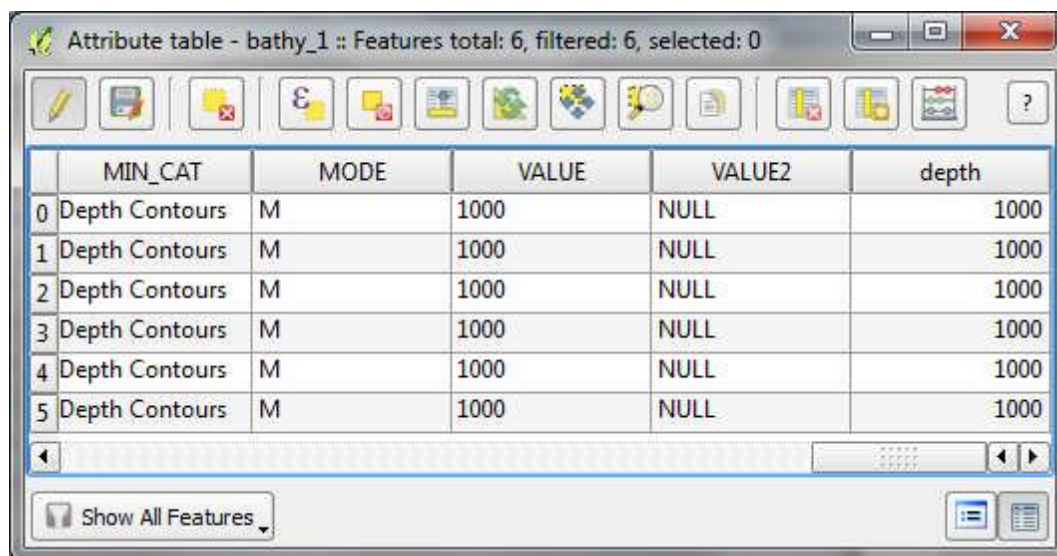 Attribute table - bathy_1 :: Features total: 6, filtered: 6, selected: 0
ε
?
MIN_CAT MODE VALUE VALUE2 depth
0 Depth Contours M 1000 NULL 1000
1 Depth Contours M 1000 NULL 1000
2 Depth Contours M 1000 NULL 1000
3 Depth Contours M 1000 NULL 1000
4 Depth Contours M 1000 NULL 1000
5 Depth Contours M 1000 NULL 1000
Show All Features